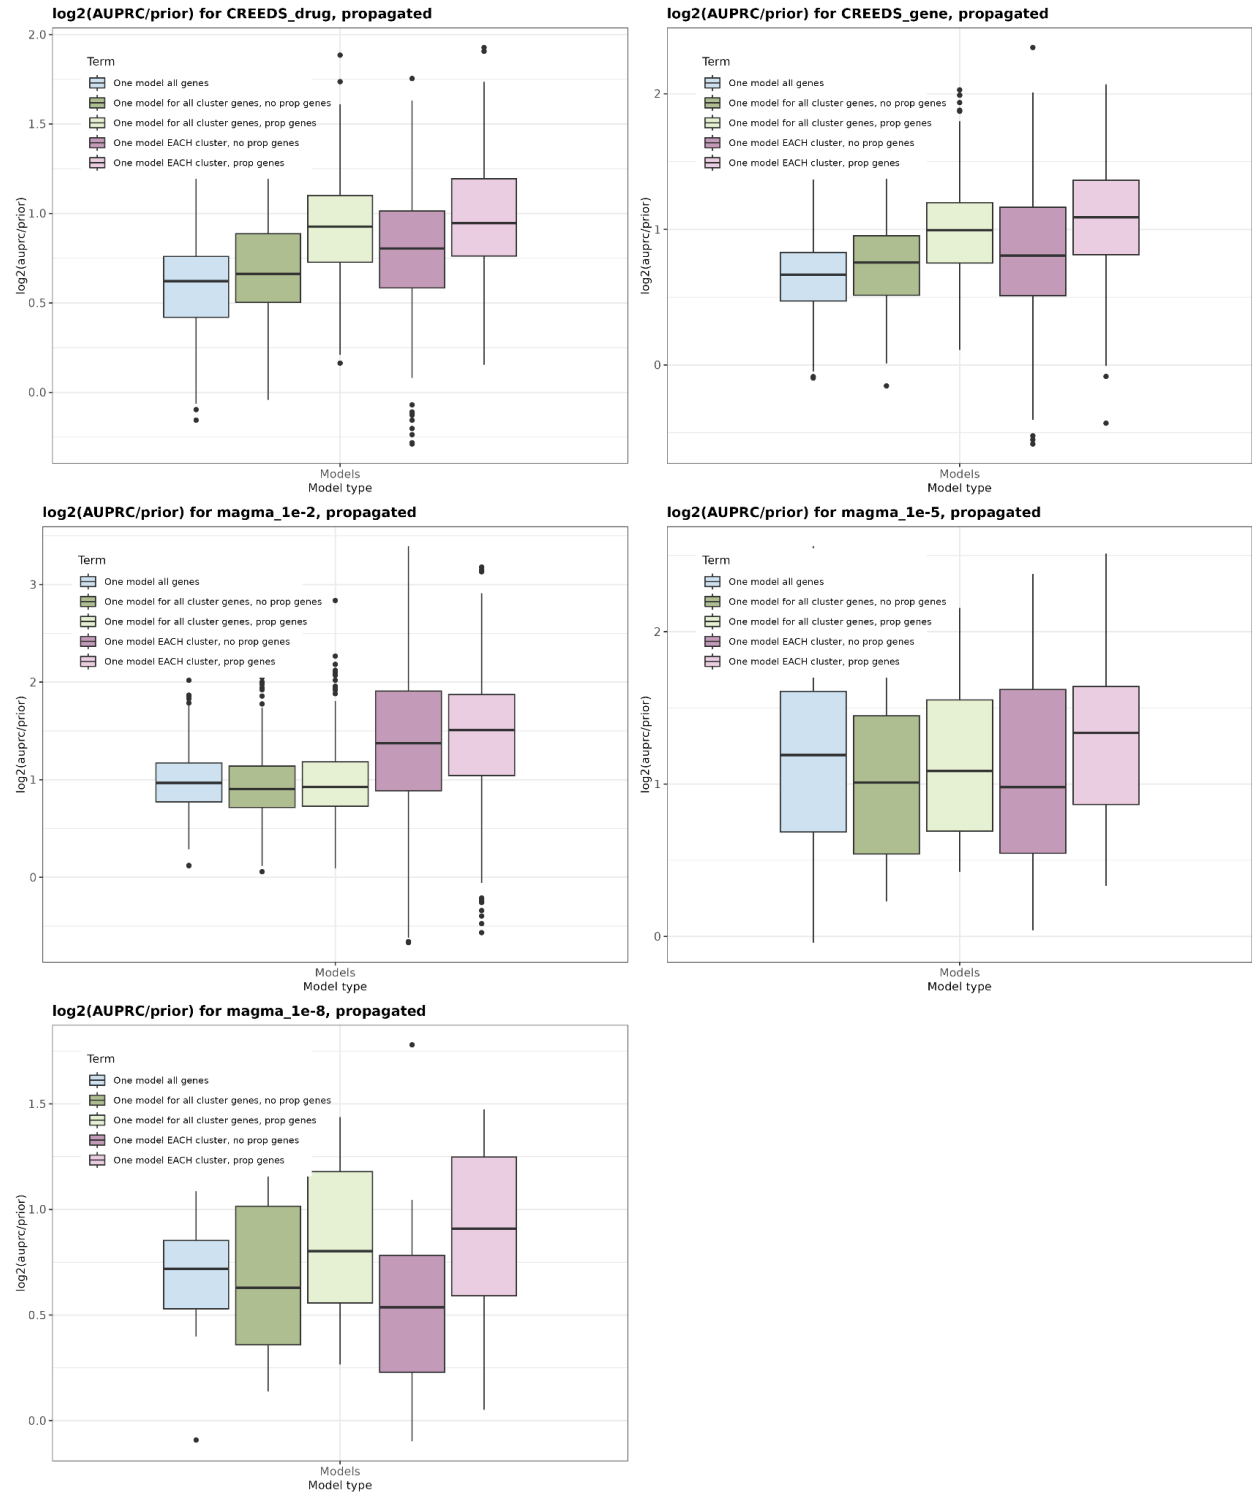 log2(AUPRC/prior) for CREEDS_drug, propagated
2.0
1.5
1.0
0.5
0.0
log2(auprc/prior)
Term
One model all genes
One model for all cluster genes, no prop genes
One model for all cluster genes, prop genes
One model EACH cluster, no prop genes
One model EACH cluster, prop genes
Models
Model type
log2(AUPRC/prior) for CREEDS_gene, propagated
2
1
0
log2(auprc/prior)
Term
One model all genes
One model for all cluster genes, no prop genes
One model for all cluster genes, prop genes
One model EACH cluster, no prop genes
One model EACH cluster, prop genes
Models
Model type
log2(AUPRC/prior) for magma_1e-2, propagated
3
2
1
0
log2(auprc/prior)
Term
One model all genes
One model for all cluster genes, no prop genes
One model for all cluster genes, prop genes
One model EACH cluster, no prop genes
One model EACH cluster, prop genes
Models
Model type
log2(AUPRC/prior) for magma_1e-5, propagated
2
1
0
log2(auprc/prior)
Term
One model all genes
One model for all cluster genes, no prop genes
One model for all cluster genes, prop genes
One model EACH cluster, no prop genes
One model EACH cluster, prop genes
Models
Model type
log2(AUPRC/prior) for magma_1e-8, propagated
1.5
1.0
0.5
0.0
log2(auprc/prior)
Term
One model all genes
One model for all cluster genes, no prop genes
One model for all cluster genes, prop genes
One model EACH cluster, no prop genes
One model EACH cluster, prop genes
Models
Model type